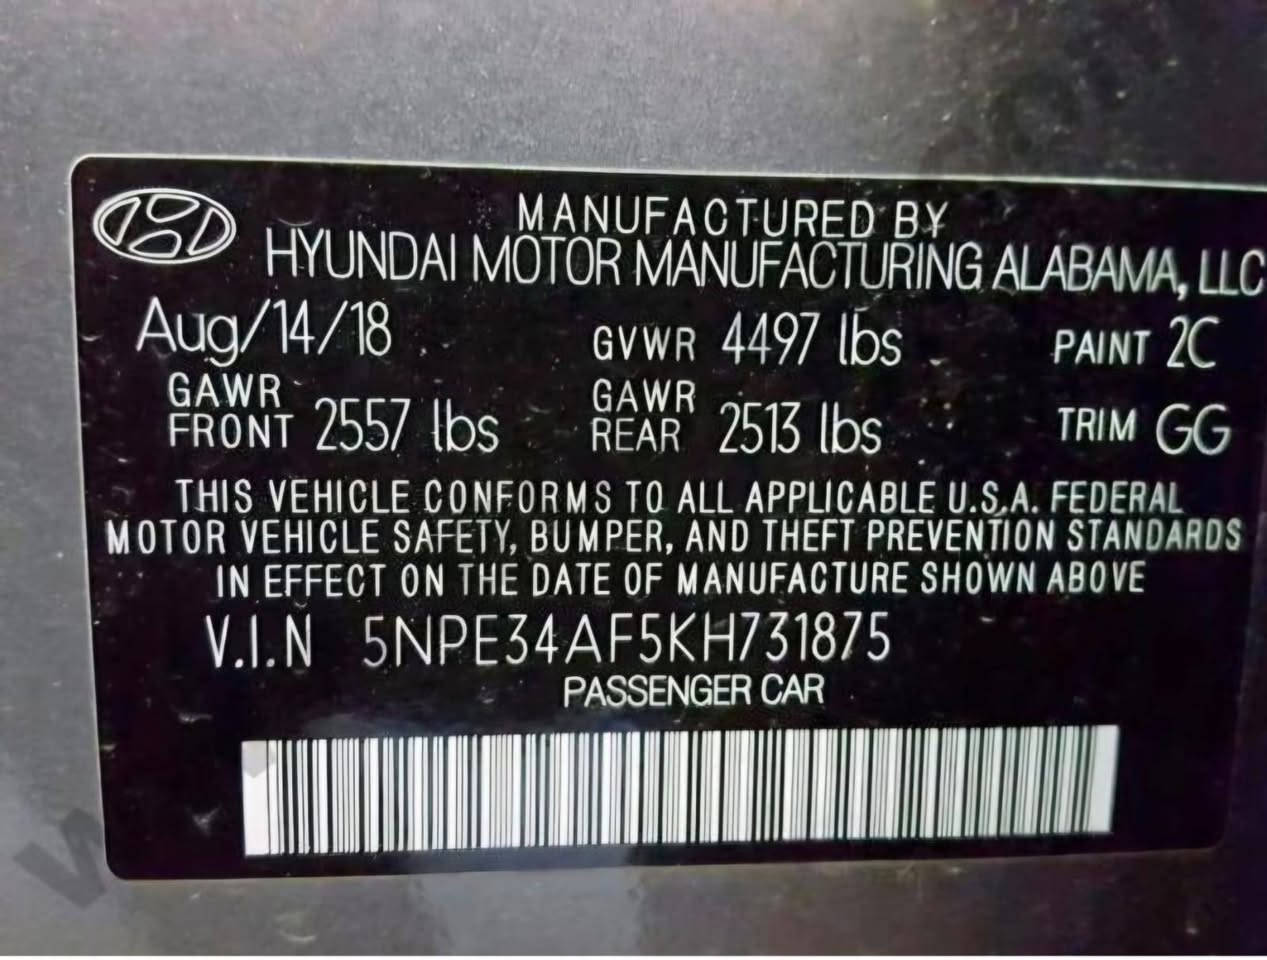 MANUFACTURED BY
HYUNDAI MOTOR MANUFACTURING ALABAMA, LLC
Aug/14/18 GVWR 4497 lbs PAINT 2C
GAWR FRONT 2557 lbs GAWR REAR 2513 lbs TRIM GG
THIS VEHICLE CONFORMS TO ALL APPLICABLE U.S.A. FEDERAL
MOTOR VEHICLE SAFETY, BUMPER, AND THEFT PREVENTION STANDARDS
IN EFFECT ON THE DATE OF MANUFACTURE SHOWN ABOVE
V.I.N 5NPE34AF5KH731875
PASSENGER CAR